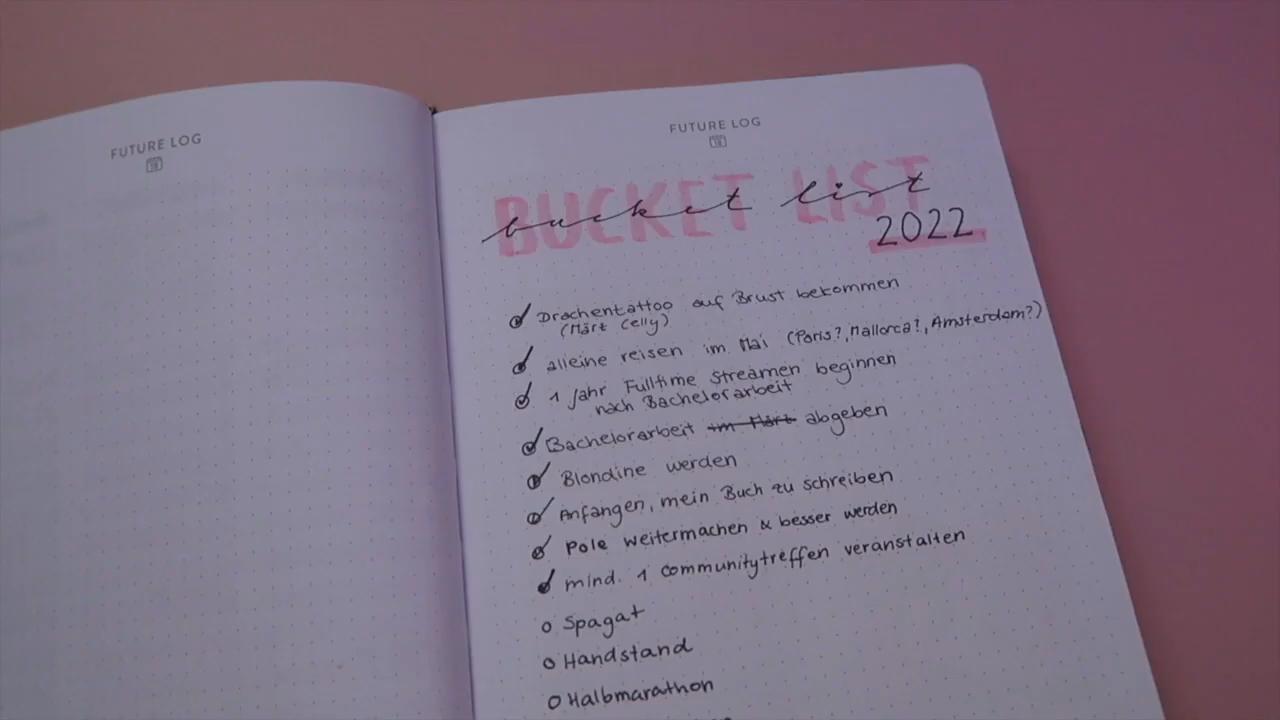 FUTURE LOG
FUTURE LOG
BUCKET LIST
bucket list
2022
Drachentattoo auf Brust bekommen
(März Celly)
alleine reisen im Mai (Paris?, Mallorca?, Amsterdam?)
1 Jahr Fulltime streamen beginnen
nach Bachelorarbeit
Bachelorarbeit im März abgeben
Blondine werden
Anfangen, mein Buch zu schreiben
Pole weitermachen & besser werden
mind. 1 Communitytreffen veranstalten
Spagat
Handstand
Halbmarathon